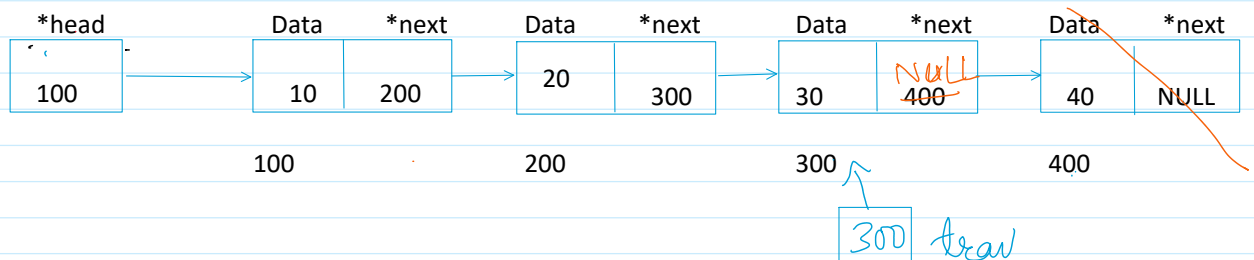 *head Data *next Data *next Data *next Data *next
NULL
100 10 200 20 300 30 400 40 NULL
100 200 300 400
300 trav